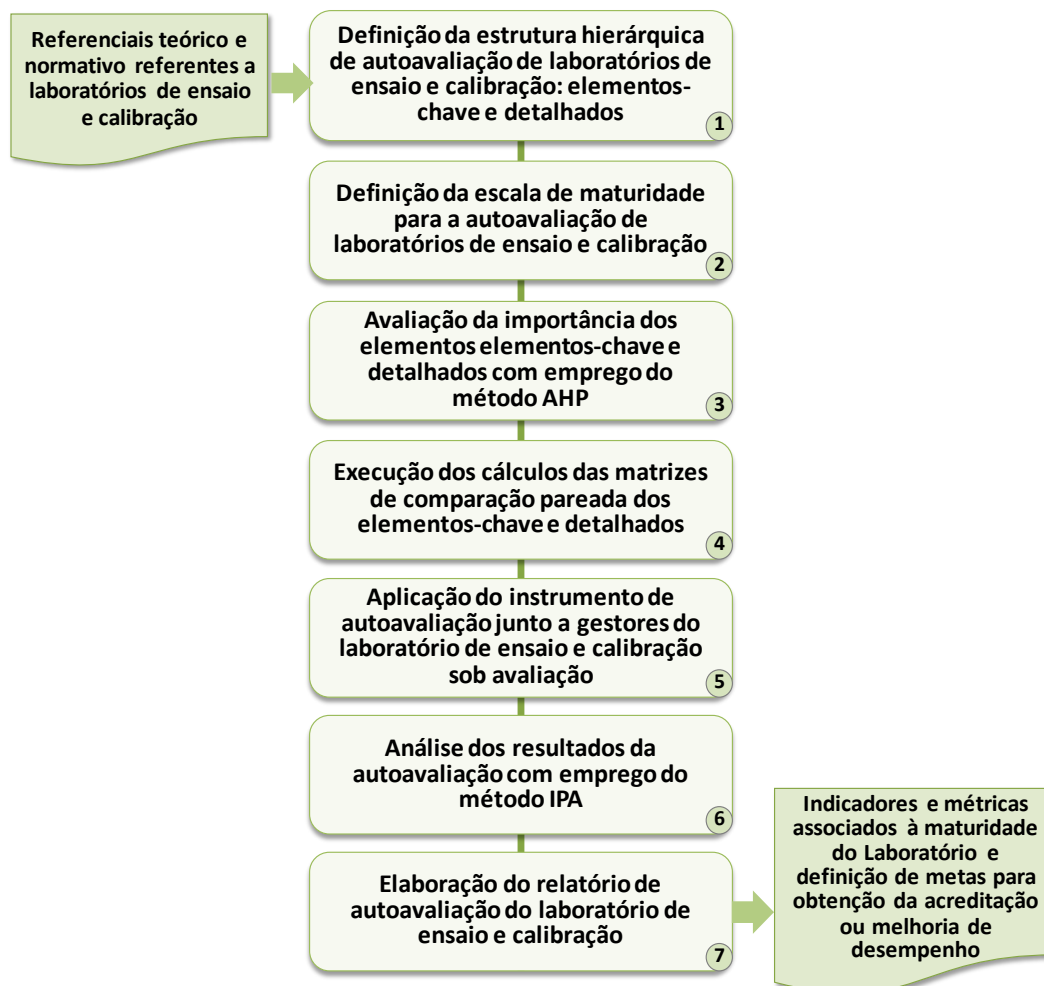 Referenciais teórico e
normativo referentes a
laboratórios de ensaio
e calibração
Definição da estrutura hierárquica
de autoavaliação de laboratórios de
ensaio e calibração: elementos-
chave e detalhados
1
Definição da escala de maturidade
para a autoavaliação de
laboratórios de ensaio e calibração
2
Avaliação da importância dos
elementos elementos-chave e
detalhados com emprego do
método AHP
3
Execução dos cálculos das matrizes
de comparação pareada dos
elementos-chave e detalhados
4
Aplicação do instrumento de
autoavaliação junto a gestores do
laboratório de ensaio e calibração
sob avaliação
5
Análise dos resultados da
autoavaliação com emprego do
método IPA
6
Elaboração do relatório de
autoavaliação do laboratório de
ensaio e calibração
7
Indicadores e métricas
associados à maturidade
do Laboratório e
definição de metas para
obtenção da acreditação
ou melhoria de
desempenho